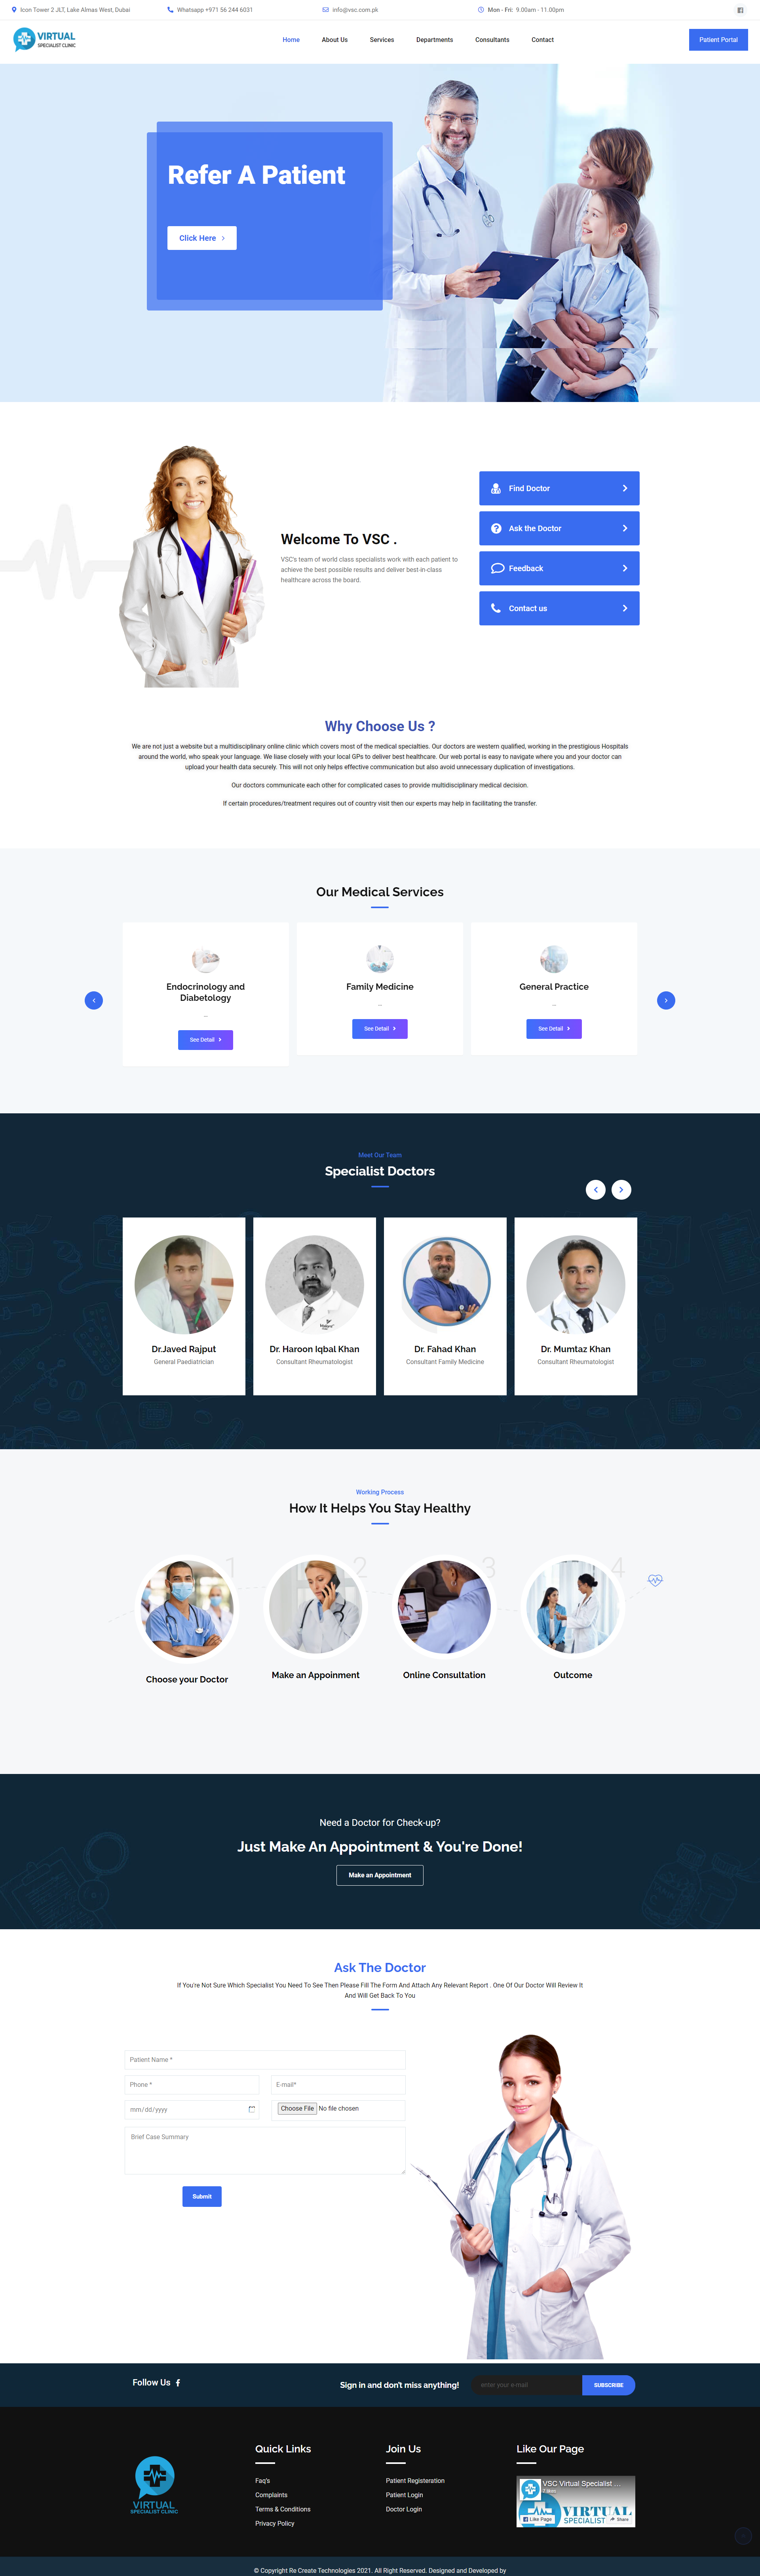 Icon Tower 2 JLT, Lake Almas West, Dubai
Whatsapp +971 56 244 6031
info@vsc.com.pk
Mon - Fri: 9.00am - 11.00pm
VIRTUAL
SPECIALIST CLINIC
Home
About Us
Services
Departments
Consultants
Contact
Patient Portal
Refer A Patient
Click Here
Find Doctor
Ask the Doctor
Feedback
Contact us
Welcome To VSC .
VSC's team of world class specialists work with each patient to
achieve the best possible results and deliver best-in-class
healthcare across the board.
Why Choose Us ?
We are not just a website but a multidisciplinary online clinic which covers most of the medical specialties. Our doctors are western qualified, working in the prestigious Hospitals
around the world, who speak your language. We liase closely with your local GPs to deliver best healthcare. Our web portal is easy to navigate where you and your doctor can
upload your health data securely. This will not only helps effective communication but also avoid unnecessary duplication of investigations.
Our doctors communicate each other for complicated cases to provide multidisciplinary medical decision.
If certain procedures/treatment requires out of country visit then our experts may help in facilitating the transfer.
Our Medical Services
Endocrinology and
Diabetology
...
See Detail
Family Medicine
...
See Detail
General Practice
...
See Detail
Meet Our Team
Specialist Doctors
Dr.Javed Rajput
General Paediatrician
Dr. Haroon Iqbal Khan
Consultant Rheumatologist
Dr. Fahad Khan
Consultant Family Medicine
Dr. Mumtaz Khan
Consultant Rheumatologist
Working Process
How It Helps You Stay Healthy
1
2
3
4
Choose your Doctor
Make an Appoinment
Online Consultation
Outcome
Need a Doctor for Check-up?
Just Make An Appointment & You're Done!
Make an Appointment
Ask The Doctor
If You're Not Sure Which Specialist You Need To See Then Please Fill The Form And Attach Any Relevant Report . One Of Our Doctor Will Review It
And Will Get Back To You
Patient Name *
Phone *
E-mail*
mm/dd/yyyy
Choose File No file chosen
Brief Case Summary
Submit
Follow Us
Sign in and don't miss anything!
enter your e-mail
SUBSCRIBE
VIRTUAL
SPECIALIST CLINIC
Quick Links
Faq's
Complaints
Terms & Conditions
Privacy Policy
Join Us
Patient Registeration
Patient Login
Doctor Login
Like Our Page
VSC Virtual Specialist ...
Like Page
Share
VIRTUAL
SPECIALIST
© Copyright Re Create Technologies 2021. All Right Reserved. Designed and Developed by